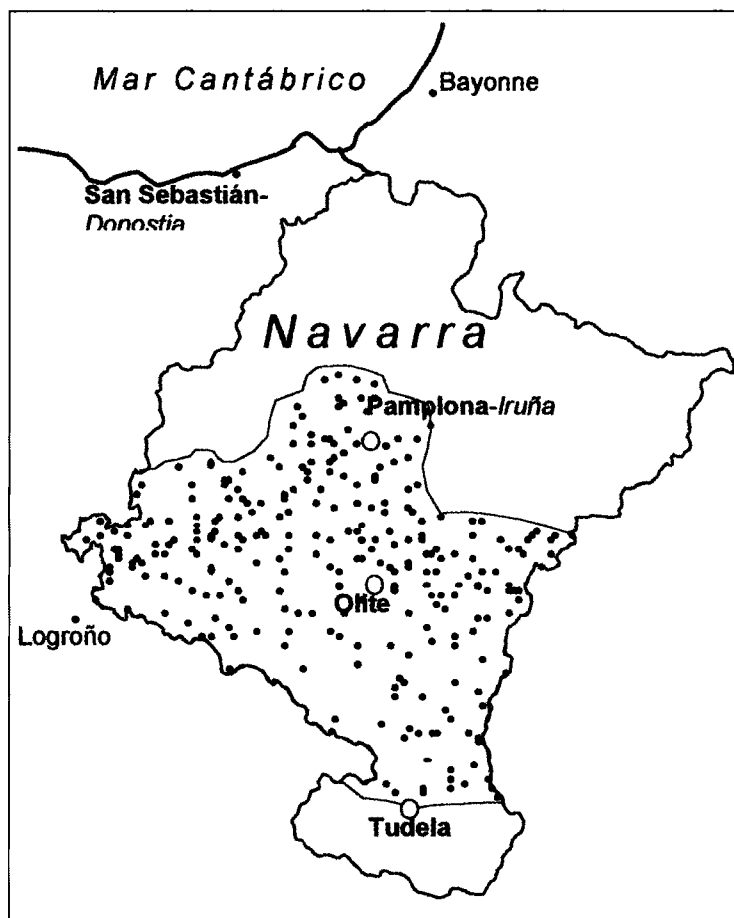 Mar Cantábrico
Bayonne
San Sebastián-
Donostia
Navarra
Pamplona-Iruña
Olite
Logroño
Tudela